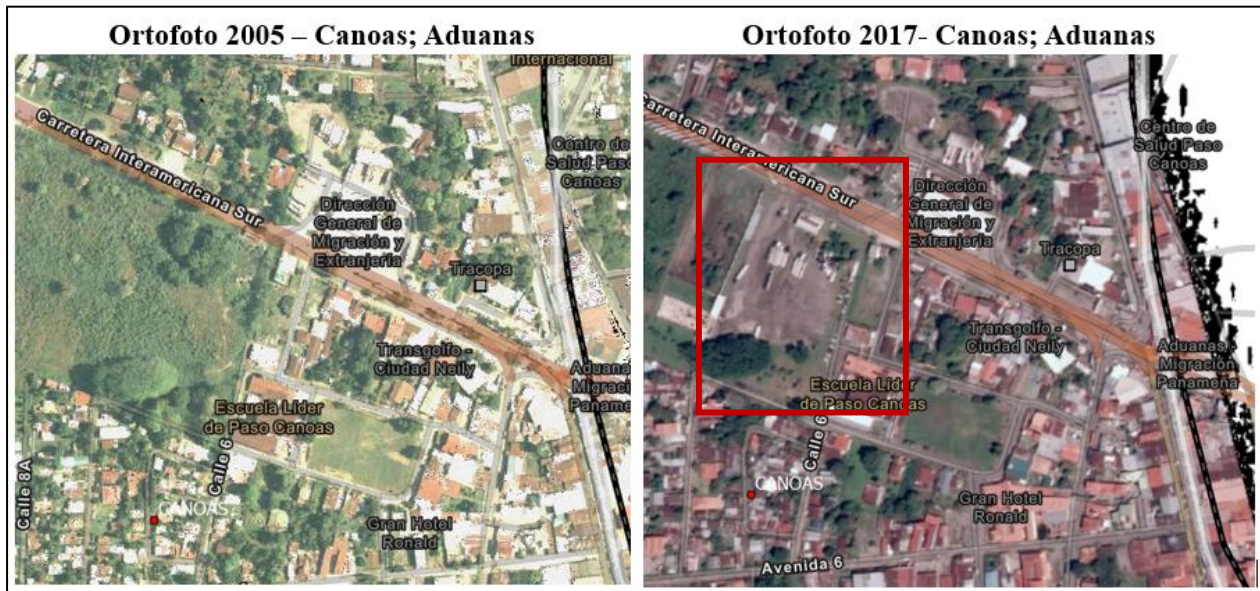 Ortofoto 2005 – Canoas; Aduanas
Internacional
Carretera Interamericana Sur
Centro de
Salud Paso
Canoas
Dirección
General de
Migración y
Extranjería
Tracopa
Transgolfo -
Ciudad Neily
Aduana
Migraci
Paname
Escuela Líder
de Paso Canoas
Calle 6
Calle 8A
CANOAS
Gran Hotel
Ronald
Ortofoto 2017- Canoas; Aduanas
Carretera Interamericana Sur
Centro de
Salud Paso
Canoas
Dirección
General de
Migración y
Extranjería
Tracopa
Transgolfo -
Ciudad Neily
Aduanas
Migración
Panameña
Escuela Líder
de Paso Canoas
Calle 6
CANOAS
Gran Hotel
Ronald
Avenida 6